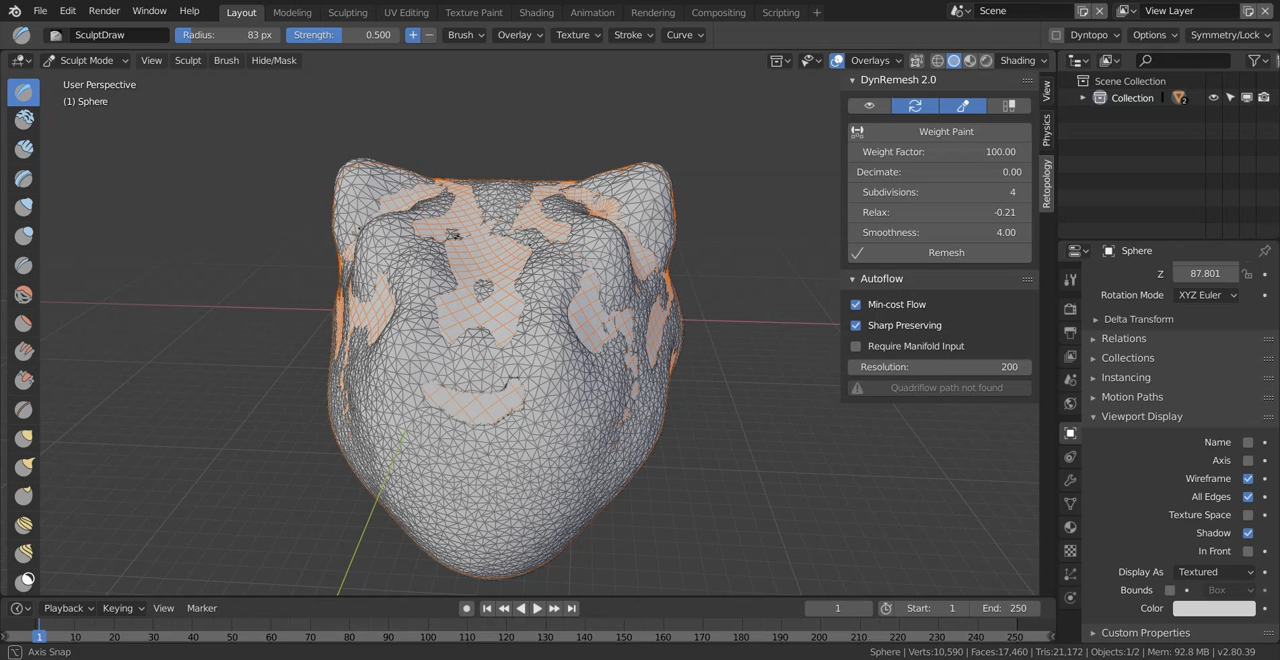 File Edit Render Window Help Layout Modeling Sculpting UV Editing Texture Paint Shading Animation Rendering Compositing Scripting + Scene View Layer
SculptDraw Radius: 83 px Strength: 0.500 Brush Overlay Texture Stroke Curve Dyntopo Options Symmetry/Lock
Sculpt Mode View Sculpt Brush Hide/Mask Overlays Shading
User Perspective
(1) Sphere
DynRemesh 2.0
Weight Paint
Weight Factor: 100.00
Decimate: 0.00
Subdivisions: 4
Relax: -0.21
Smoothness: 4.00
Remesh
Autoflow
Min-cost Flow
Sharp Preserving
Require Manifold Input
Resolution: 200
Quadriflow path not found
View
Physics
Retopology
Scene Collection
Collection 2
Sphere
Z 87.801
Rotation Mode XYZ Euler
Delta Transform
Relations
Collections
Instancing
Motion Paths
Viewport Display
Name
Axis
Wireframe
All Edges
Texture Space
Shadow
In Front
Display As Textured
Bounds Box
Color
Custom Properties
Playback Keying View Marker 1 Start: 1 End: 250
1 10 20 30 40 50 60 70 80 90 100 110 120 130 140 150 160 170 180 190 200 210 220 230 240 250
Axis Snap Sphere | Verts:10,590 | Faces:17,460 | Tris:21,172 | Objects:1/2 | Mem: 92.8 MB | v2.80.39